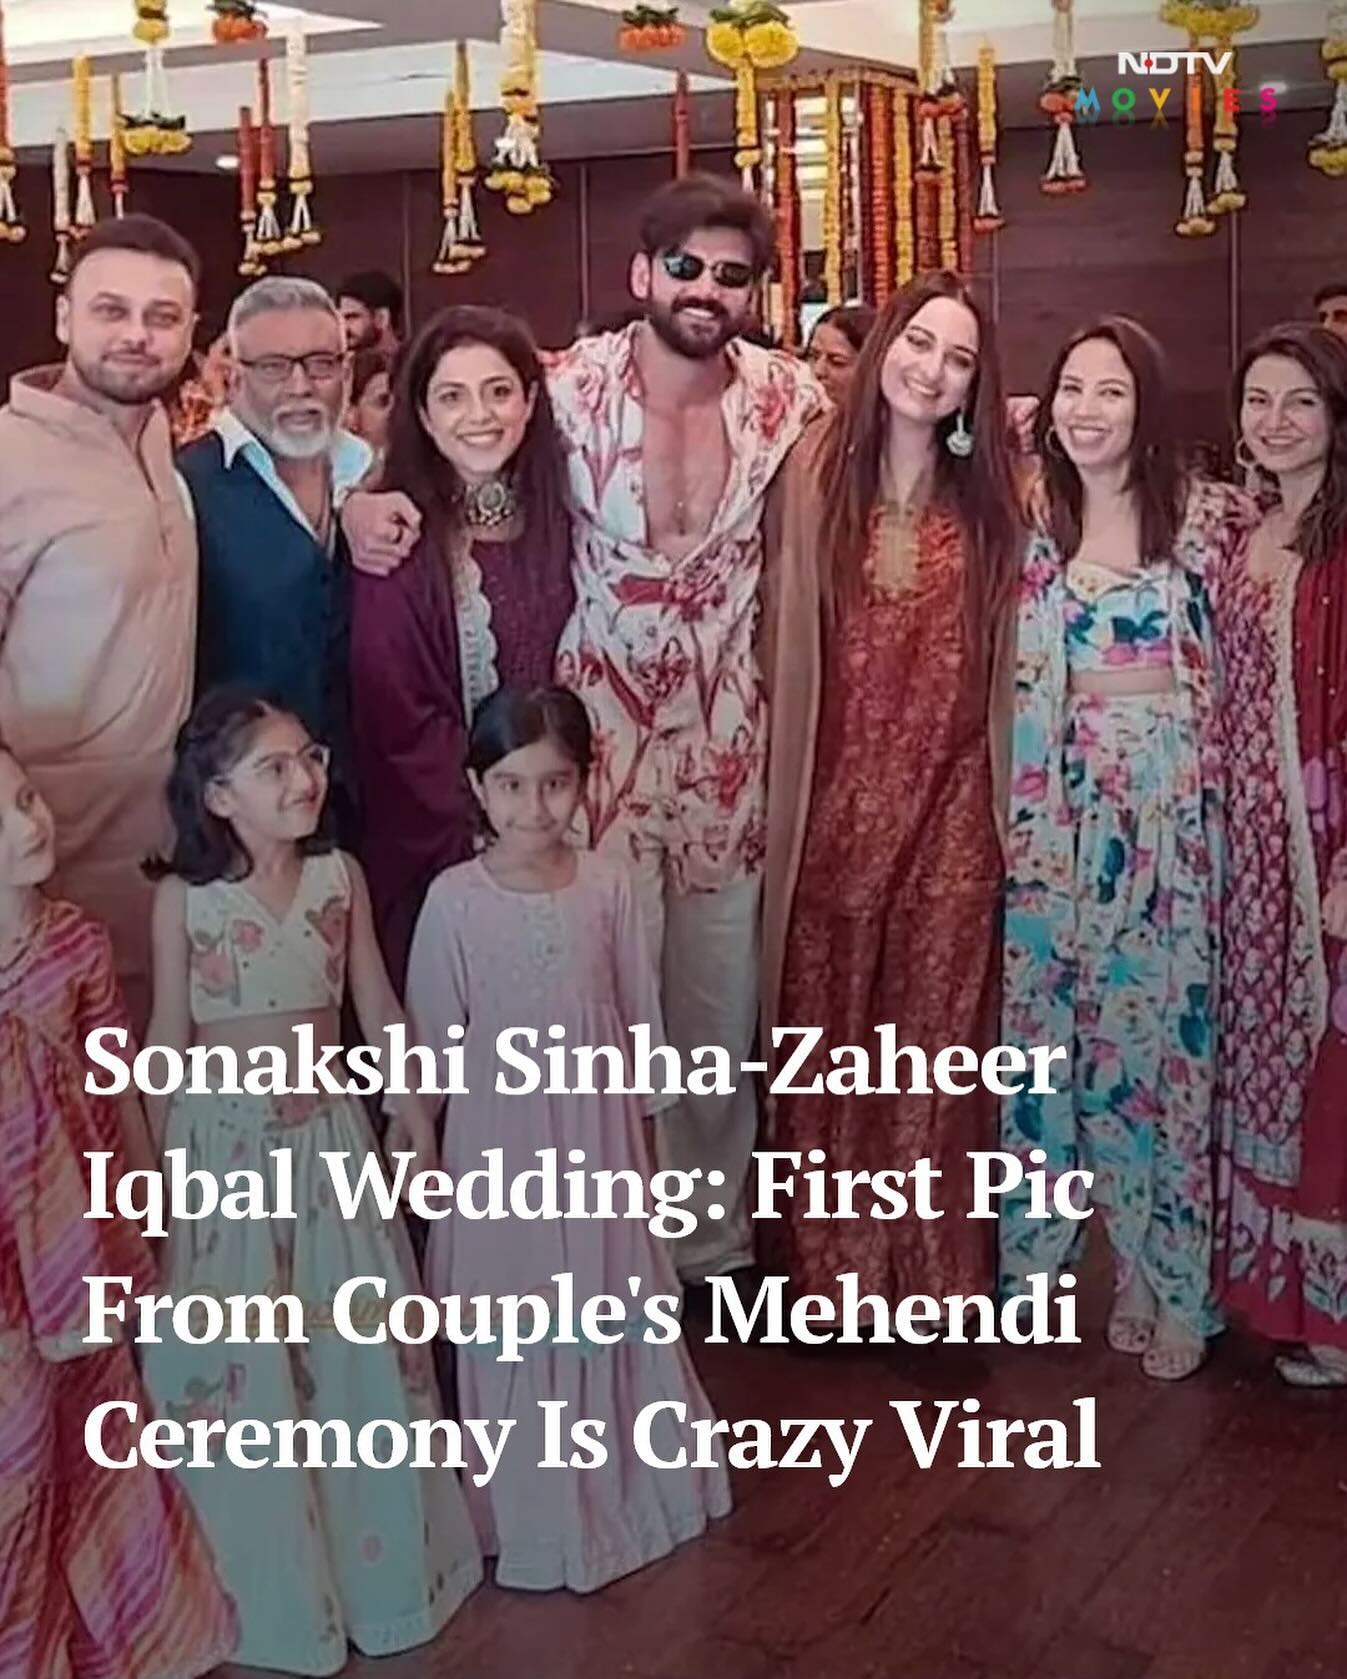 NDTV
MOVIES
Sonakshi Sinha-Zaheer
Iqbal Wedding: First Pic
From Couple's Mehendi
Ceremony Is Crazy Viral